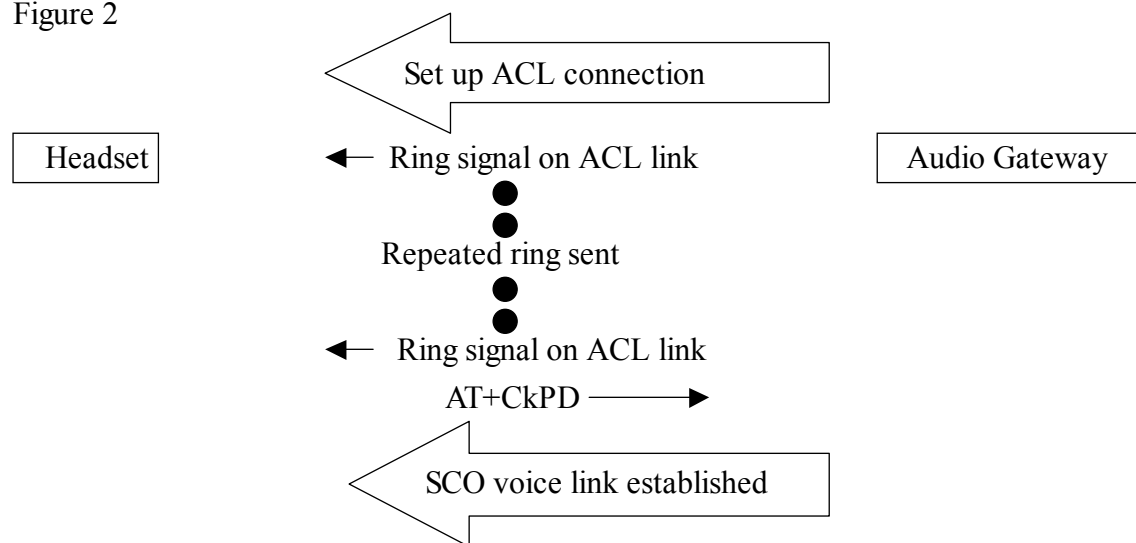 Figure 2
Set up ACL connection
Headset
Ring signal on ACL link
Audio Gateway
Repeated ring sent
Ring signal on ACL link
AT+CkPD
SCO voice link established